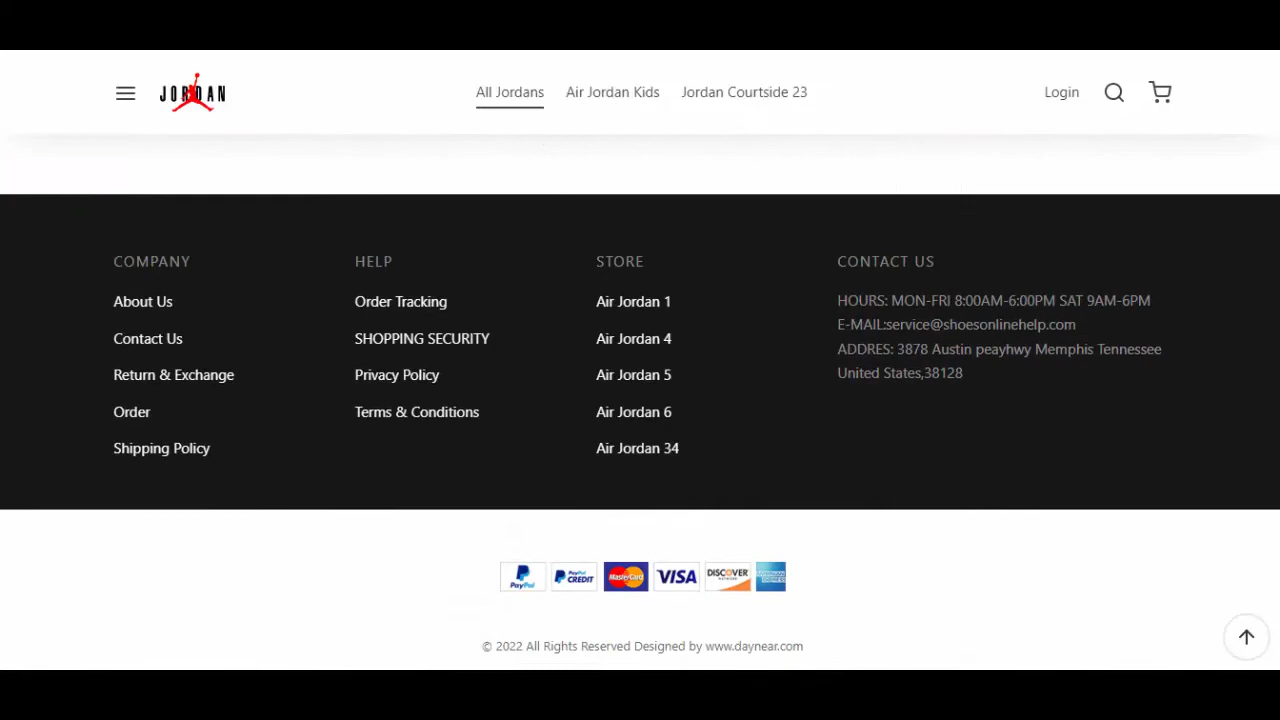 JORDAN
All Jordans
Air Jordan Kids
Jordan Courtside 23
Login
COMPANY
About Us
Contact Us
Return & Exchange
Order
Shipping Policy
HELP
Order Tracking
SHOPPING SECURITY
Privacy Policy
Terms & Conditions
STORE
Air Jordan 1
Air Jordan 4
Air Jordan 5
Air Jordan 6
Air Jordan 34
CONTACT US
HOURS: MON-FRI 8:00AM-6:00PM SAT 9AM-6PM
E-MAIL:service@shoesonlinehelp.com
ADDRES: 3878 Austin peayhwy Memphis Tennessee
United States,38128
PayPal
PayPal CREDIT
MasterCard
VISA
DISCOVER NETWORK
AMERICAN EXPRESS
© 2022 All Rights Reserved Designed by www.daynear.com